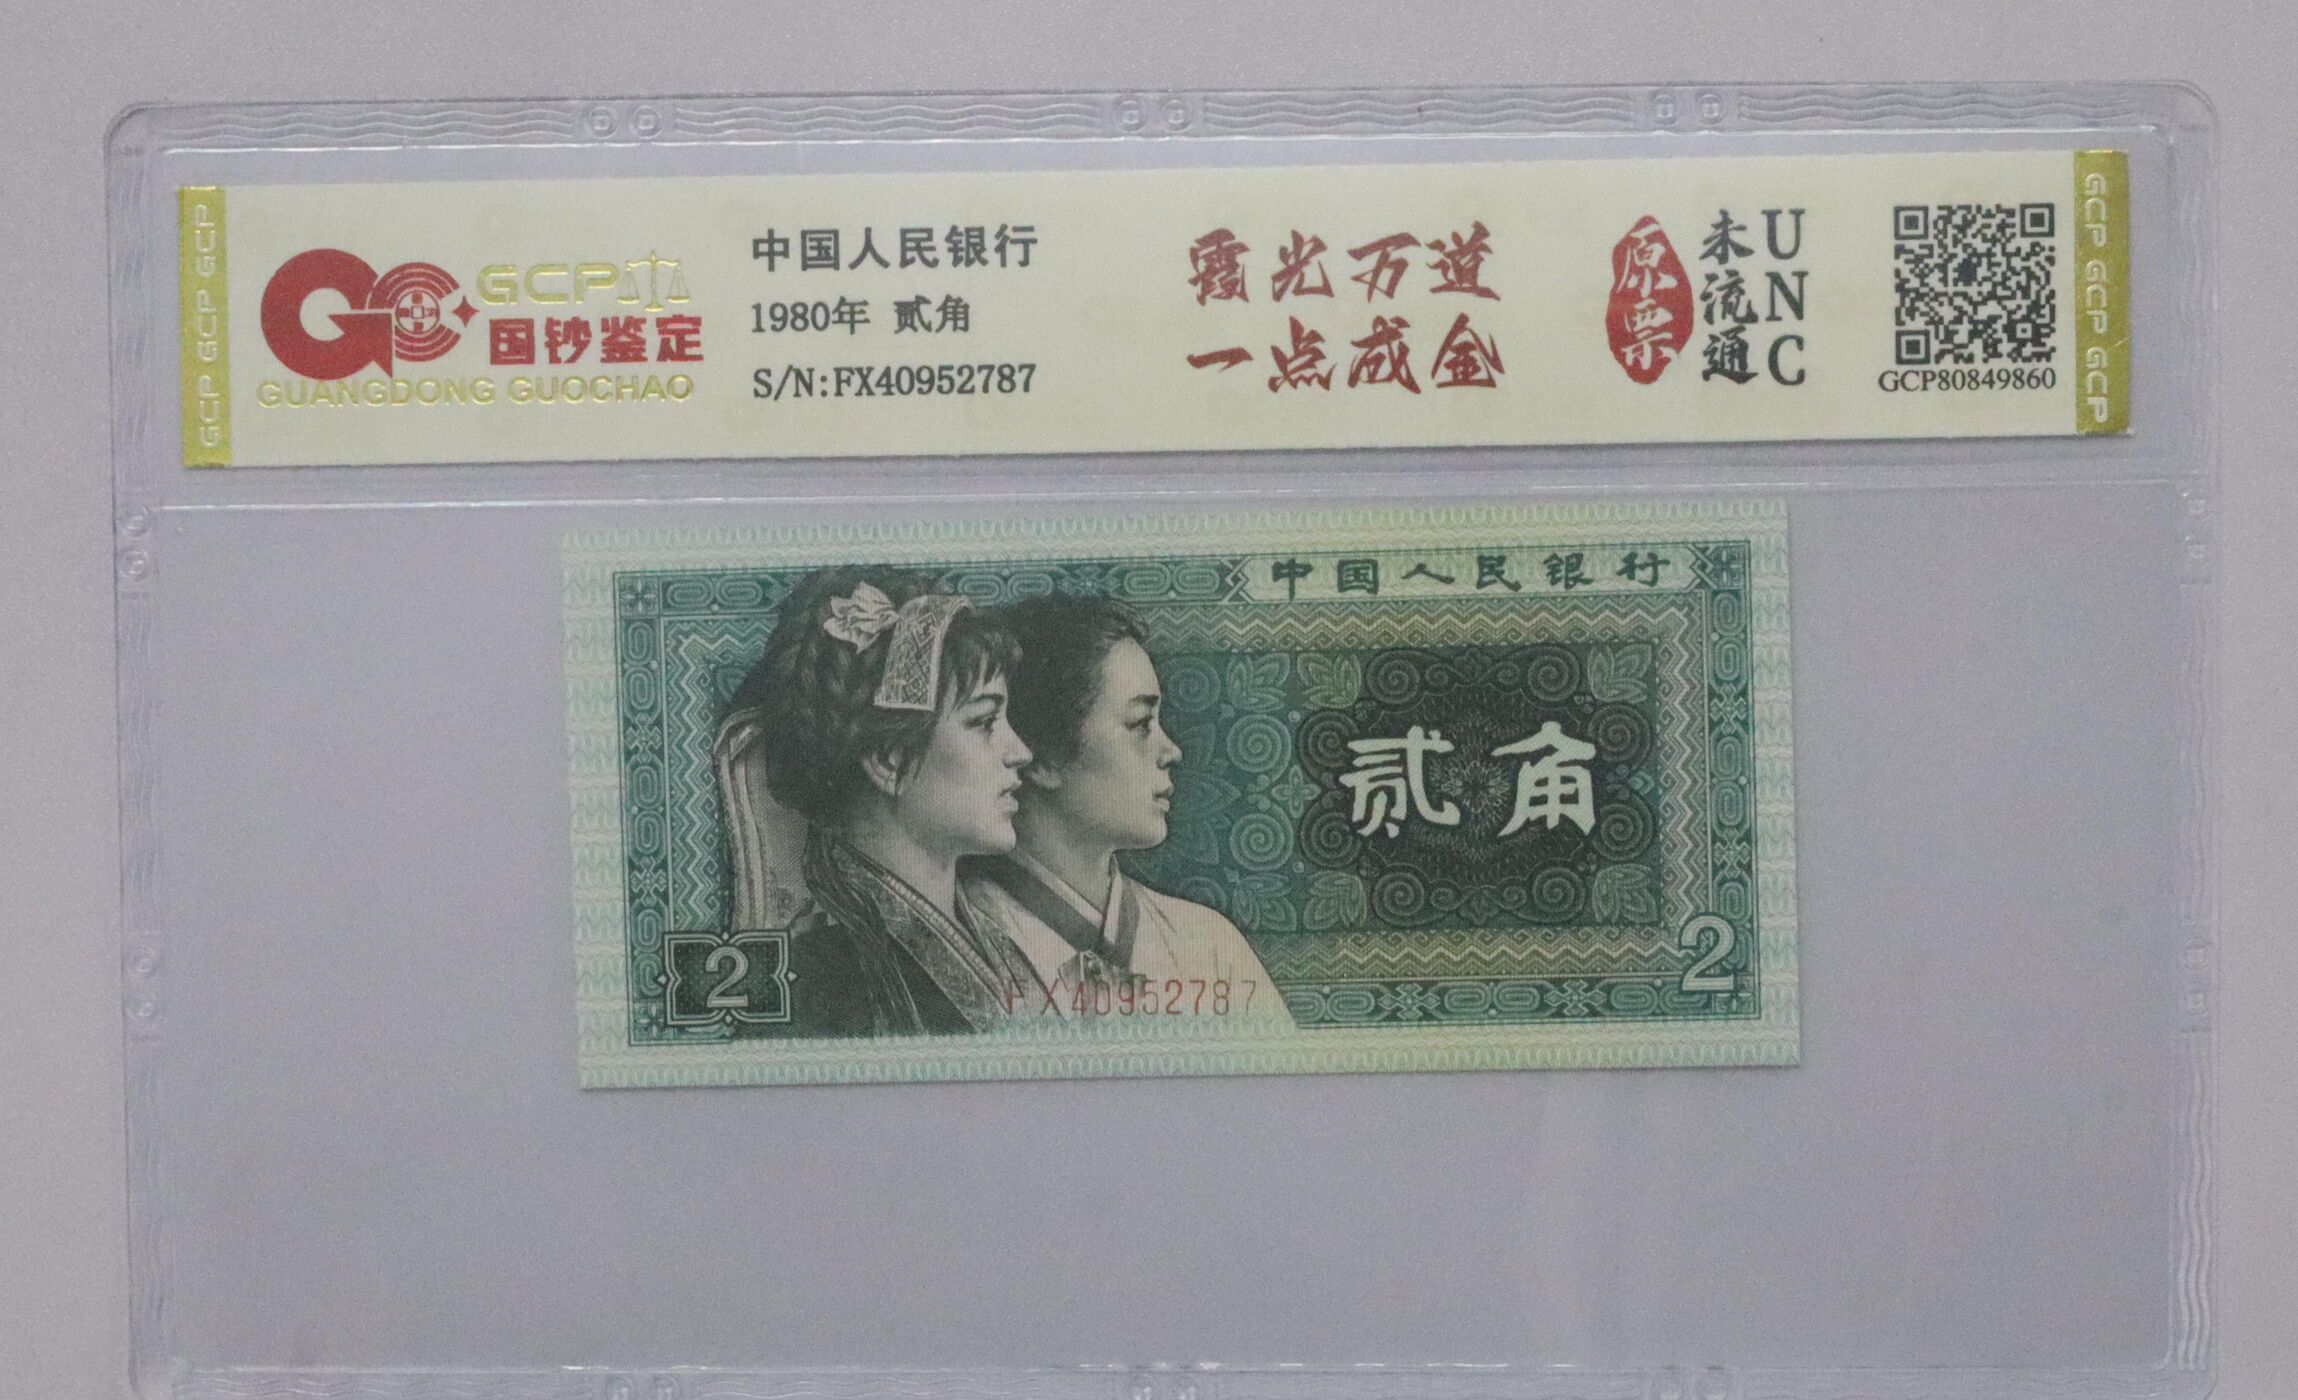 GCP
国钞鉴定
GUANGDONG GUOCHAO
中国人民银行
1980年 贰角
S/N:FX40952787
霞光万道
一点成金
原票
未流通
UNC
GCP80849860
GCP GCP GCP
GCP GCP GCP
中国人民银行
贰角
2
FX40952787
2